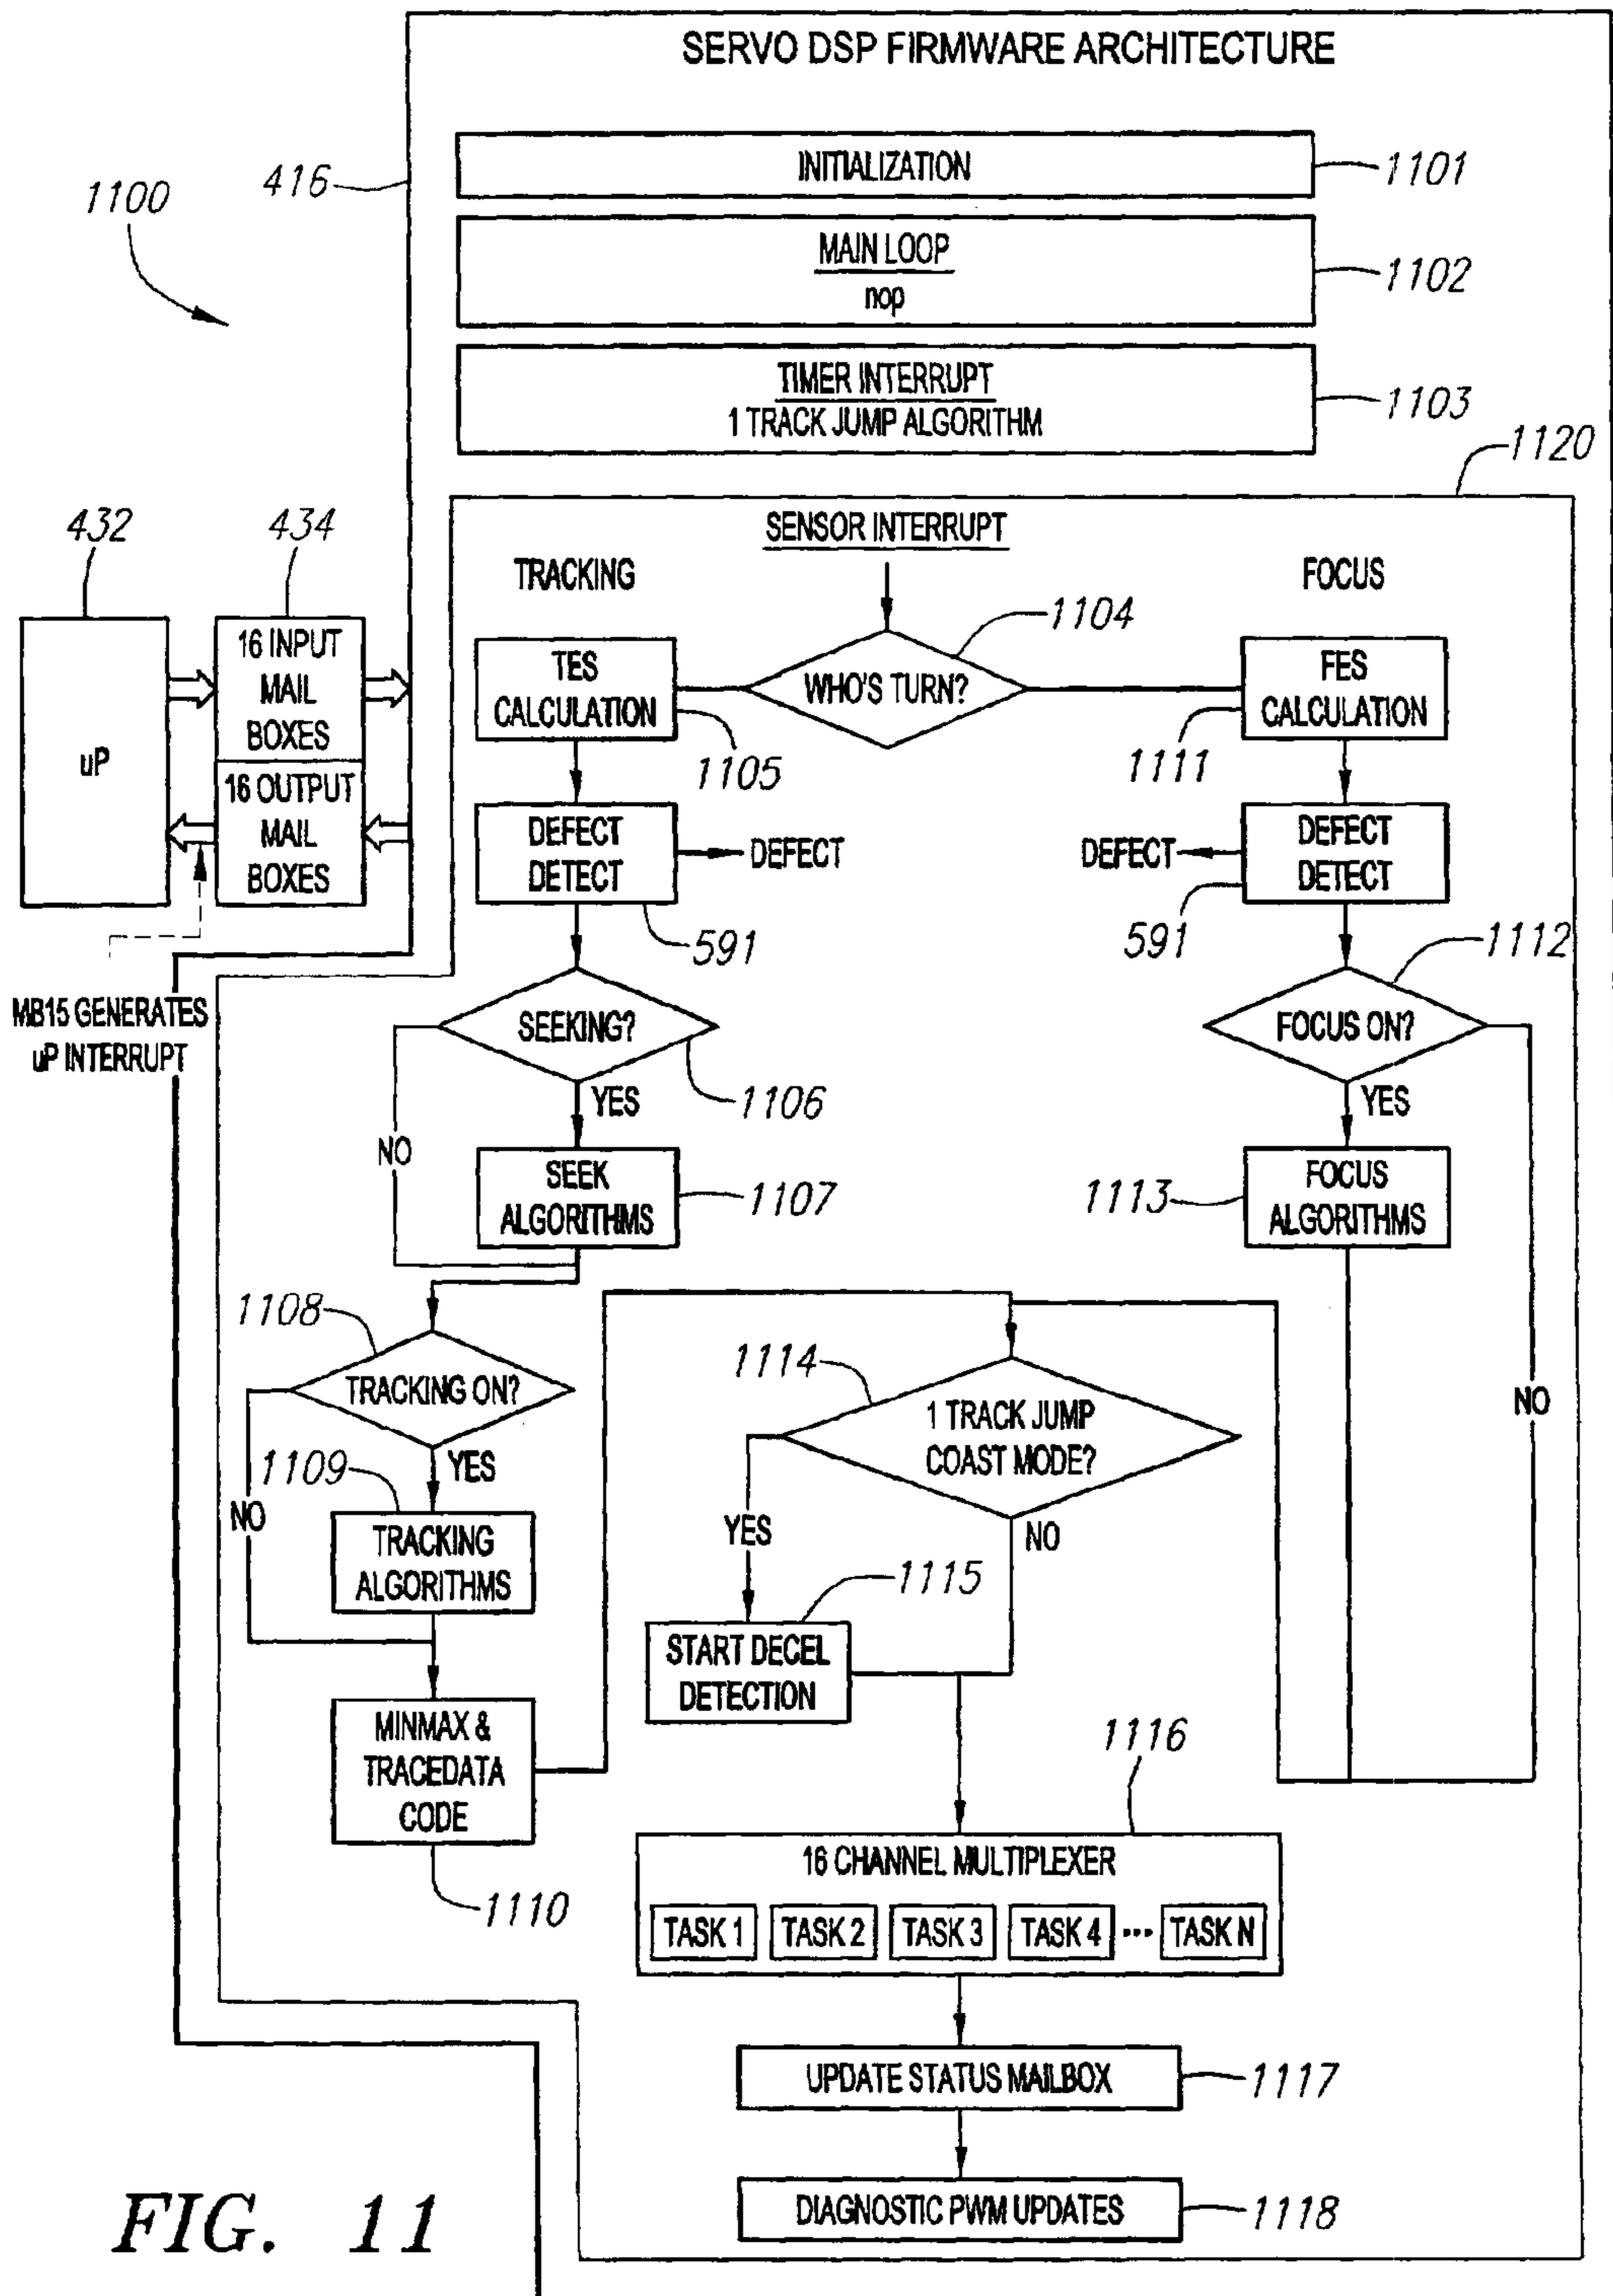 SERVO DSP FIRMWARE ARCHITECTURE
INITIALIZATION
1101
416
1100
MAIN LOOP
nop
1102
TIMER INTERRUPT
1 TRACK JUMP ALGORITHM
1103
1120
432
434
SENSOR INTERRUPT
TRACKING
FOCUS
1104
uP
16 INPUT
MAIL
BOXES
16 OUTPUT
MAIL
BOXES
MB15 GENERATES
uP INTERRUPT
TES
CALCULATION
1105
WHO'S TURN?
FES
CALCULATION
1111
DEFECT
DETECT
DEFECT
591
DEFECT
DEFECT
DETECT
591
1112
SEEKING?
1106
YES
NO
FOCUS ON?
YES
NO
SEEK
ALGORITHMS
1107
1113
FOCUS
ALGORITHMS
1108
TRACKING ON?
YES
NO
1109
TRACKING
ALGORITHMS
1114
1 TRACK JUMP
COAST MODE?
YES
NO
1115
START DECEL
DETECTION
MINMAX &
TRACEDATA
CODE
1110
1116
16 CHANNEL MULTIPLEXER
TASK 1 TASK 2 TASK 3 TASK 4 ... TASK N
UPDATE STATUS MAILBOX
1117
DIAGNOSTIC PWM UPDATES
1118
FIG. 11